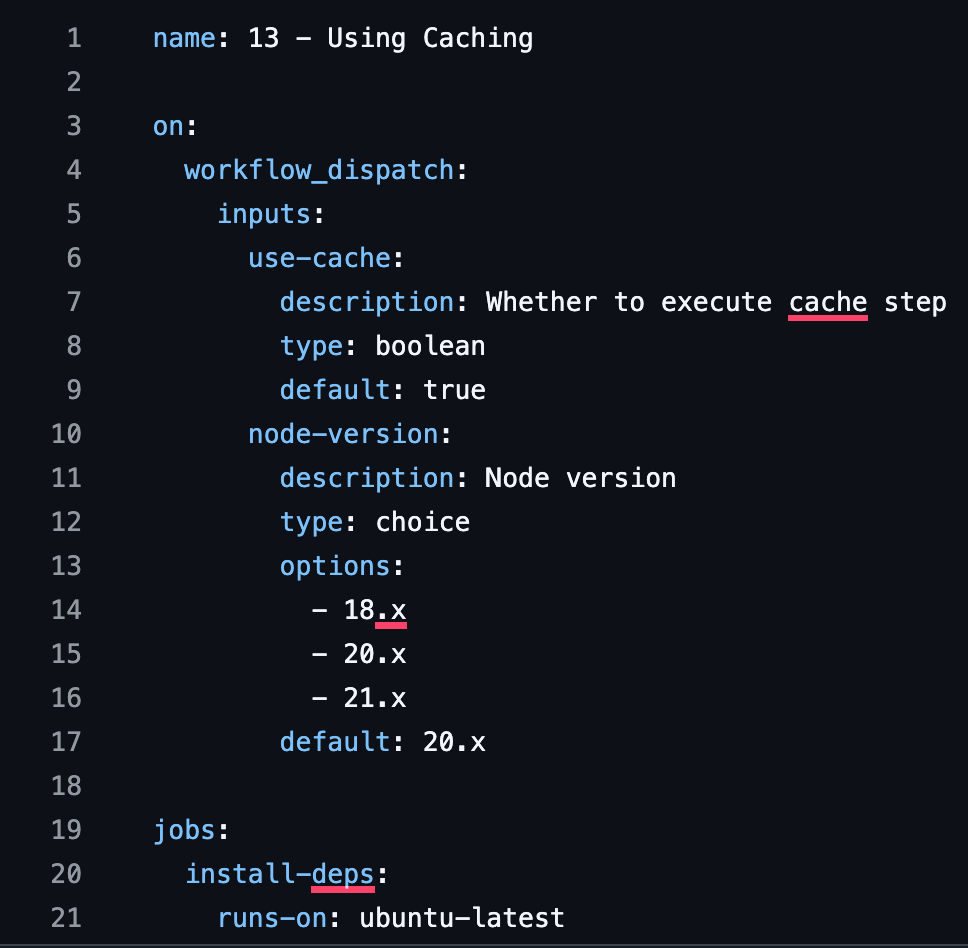 1 name: 13 - Using Caching
2
3 on:
4   workflow_dispatch:
5     inputs:
6       use-cache:
7         description: Whether to execute cache step
8         type: boolean
9         default: true
10       node-version:
11         description: Node version
12         type: choice
13         options:
14           - 18.x
15           - 20.x
16           - 21.x
17         default: 20.x
18
19 jobs:
20   install-deps:
21     runs-on: ubuntu-latest